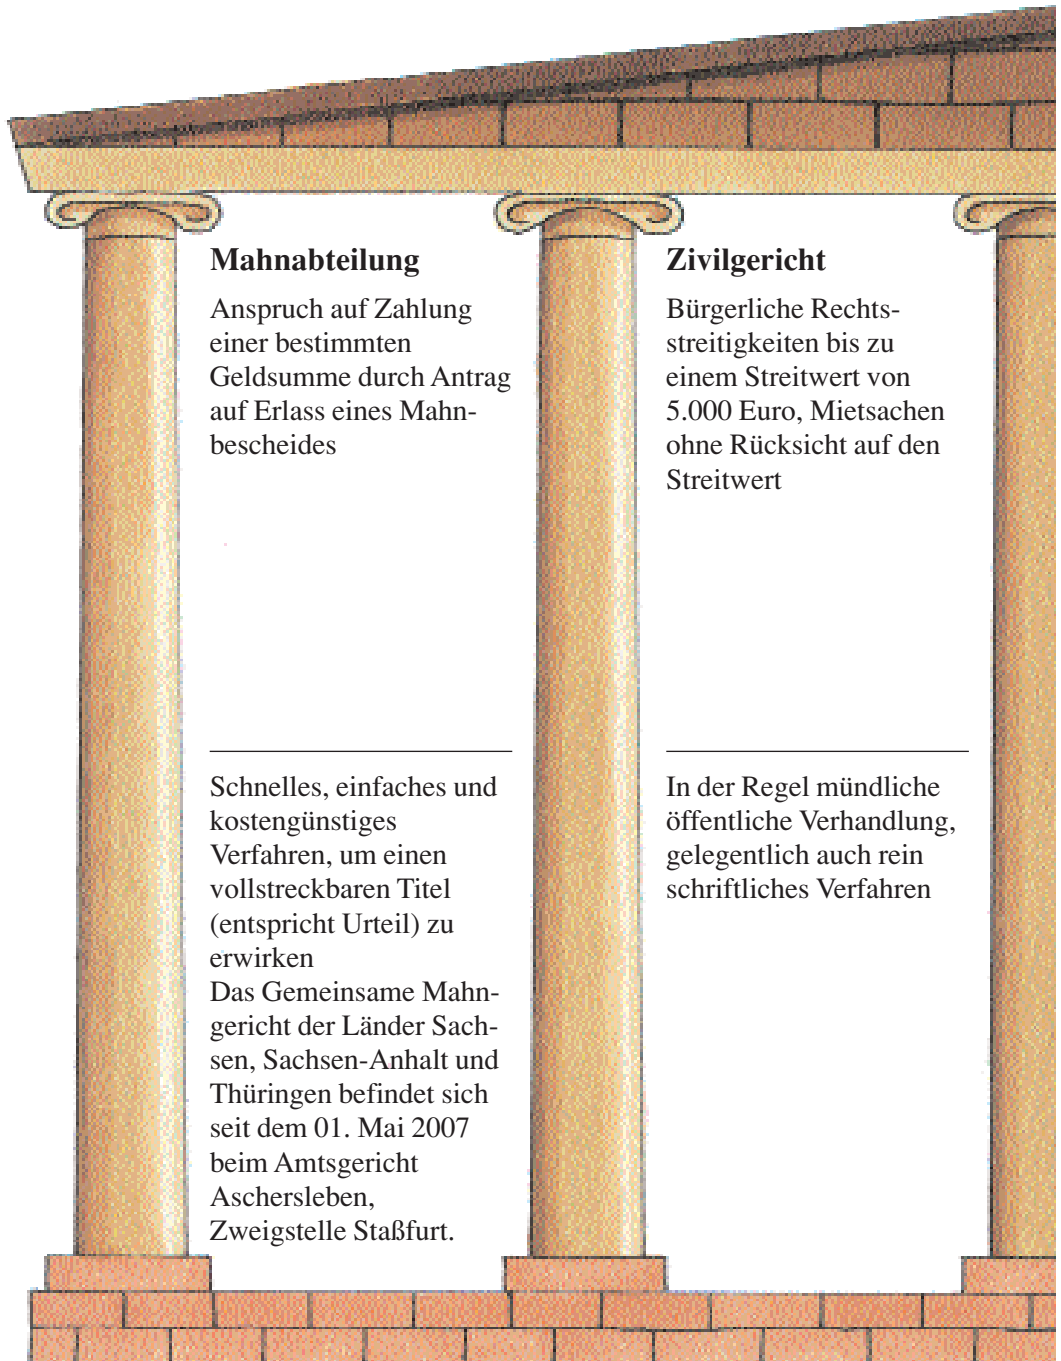 Mahnabteilung
Anspruch auf Zahlung
einer bestimmten
Geldsumme durch Antrag
auf Erlass eines Mahn-
bescheides
Schnelles, einfaches und
kostengünstiges
Verfahren, um einen
vollstreckbaren Titel
(entspricht Urteil) zu
erwirken
Das Gemeinsame Mahn-
gericht der Länder Sach-
sen, Sachsen-Anhalt und
Thüringen befindet sich
seit dem 01. Mai 2007
beim Amtsgericht
Aschersleben,
Zweigstelle Staßfurt.
Zivilgericht
Bürgerliche Rechts-
streitigkeiten bis zu
einem Streitwert von
5.000 Euro, Mietsachen
ohne Rücksicht auf den
Streitwert
In der Regel mündliche
öffentliche Verhandlung,
gelegentlich auch rein
schriftliches Verfahren